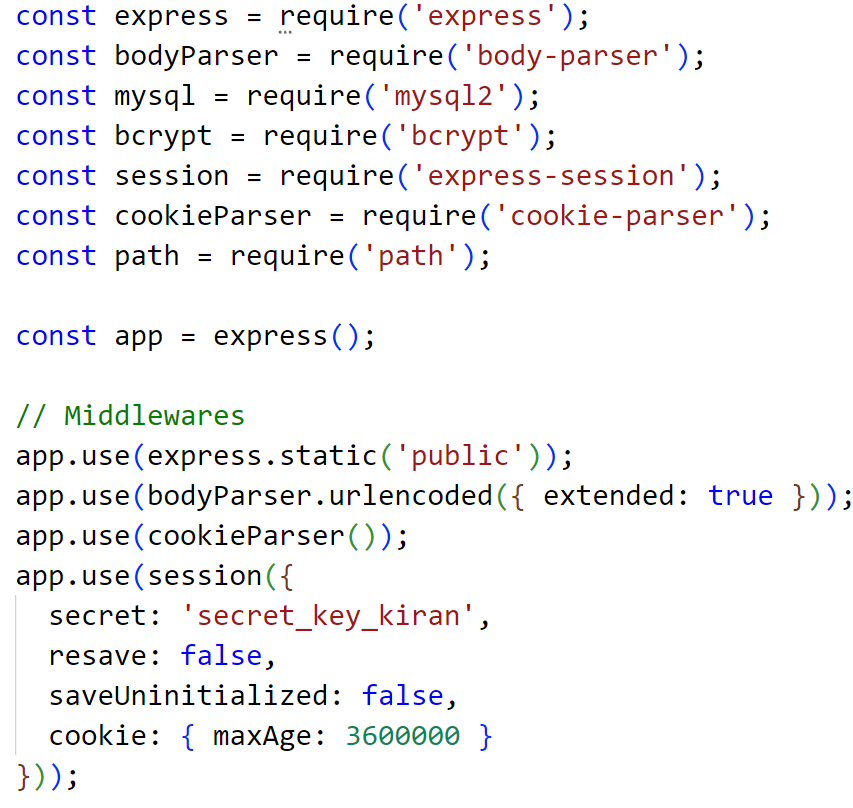 const express = require('express');
const bodyParser = require('body-parser');
const mysql = require('mysql2');
const bcrypt = require('bcrypt');
const session = require('express-session');
const cookieParser = require('cookie-parser');
const path = require('path');

const app = express();

// Middlewares
app.use(express.static('public'));
app.use(bodyParser.urlencoded({ extended: true }));
app.use(cookieParser());
app.use(session({
  secret: 'secret_key_kiran',
  resave: false,
  saveUninitialized: false,
  cookie: { maxAge: 3600000 }
}));